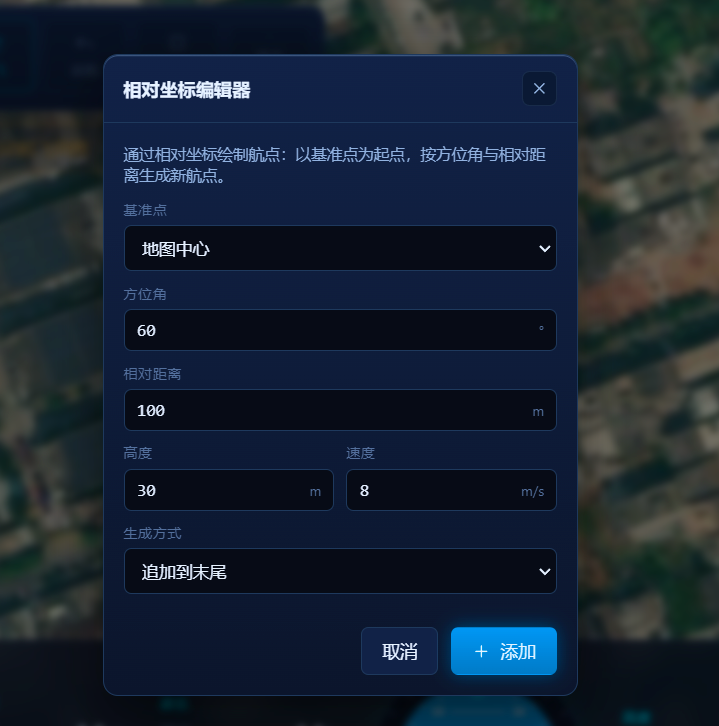 相对坐标编辑器
通过相对坐标绘制航点：以基准点为起点，按方位角与相对距
离生成新航点。
基准点
地图中心
方位角
60 °
相对距离
100 m
高度 速度
30 m 8 m/s
生成方式
追加到末尾
取消 + 添加